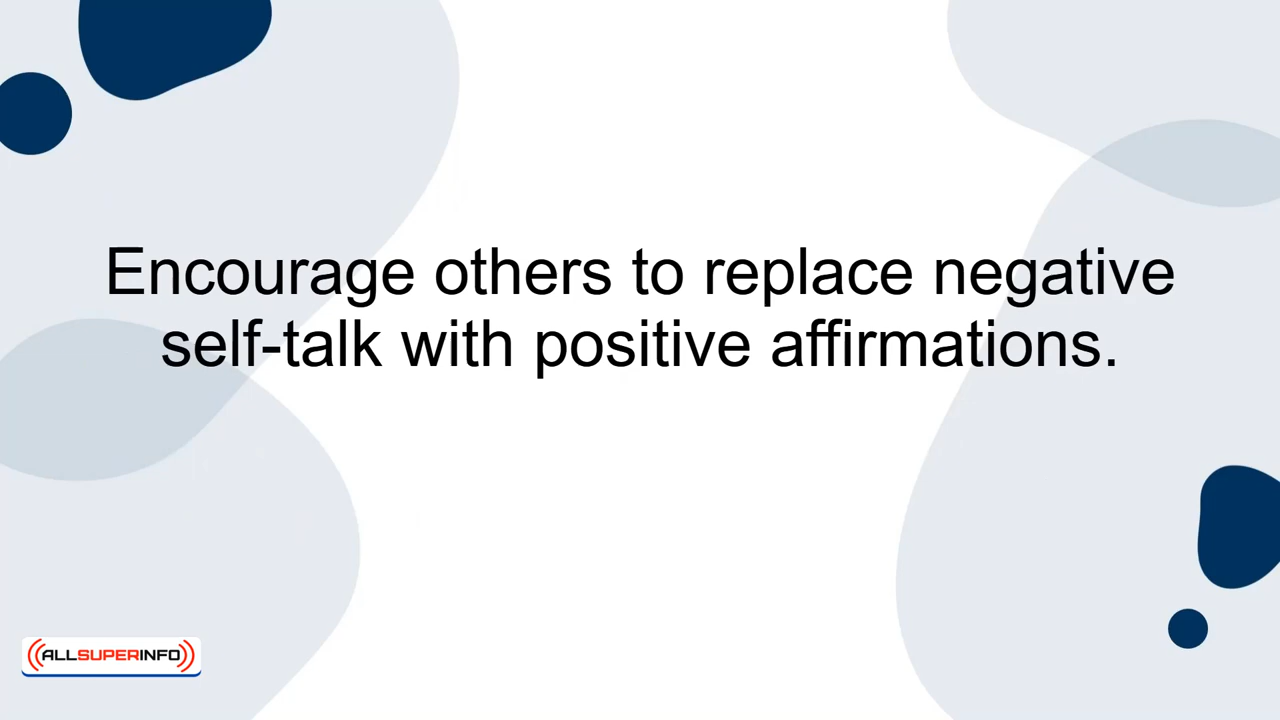 Encourage others to replace negative
self-talk with positive affirmations.
((ALLSUPERINFO))